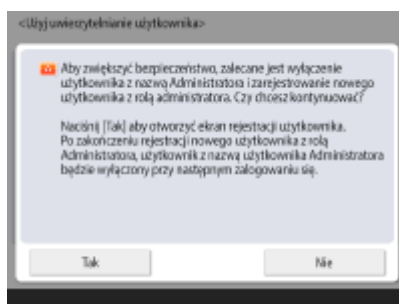 <Użyj uwierzytelnianie użytkownika>
Aby zwiększyć bezpieczeństwo, zalecane jest wyłączenie
użytkownika z nazwą Administratora i zarejestrowanie nowego
użytkownika z rolą administratora. Czy chcesz kontynuować?
Naciśnij [Tak] aby otworzyć ekran rejestracji użytkownika.
Po zakończeniu rejestracji nowego użytkownika z rolą
Administratora, użytkownik z nazwą użytkownika Administratora
będzie wyłączony przy następnym zalogowaniu się.
Tak
Nie